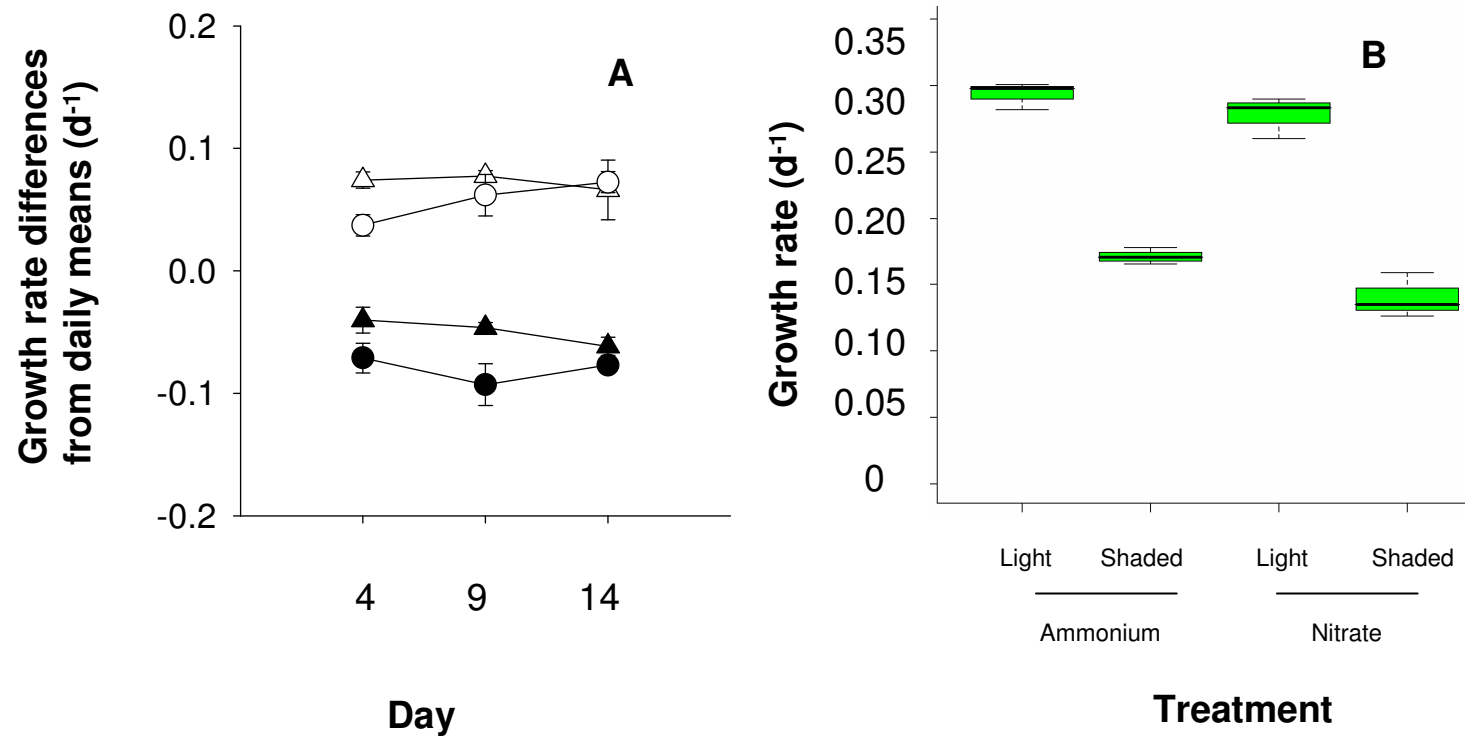 Growth rate differences
from daily means (d-1)
0.2
0.1
0.0
-0.1
-0.2
A
4 9 14
Day
Growth rate (d-1)
0.35
0.30
0.25
0.20
0.15
0.10
0.05
0
B
Light Shaded Light Shaded
Ammonium Nitrate
Treatment